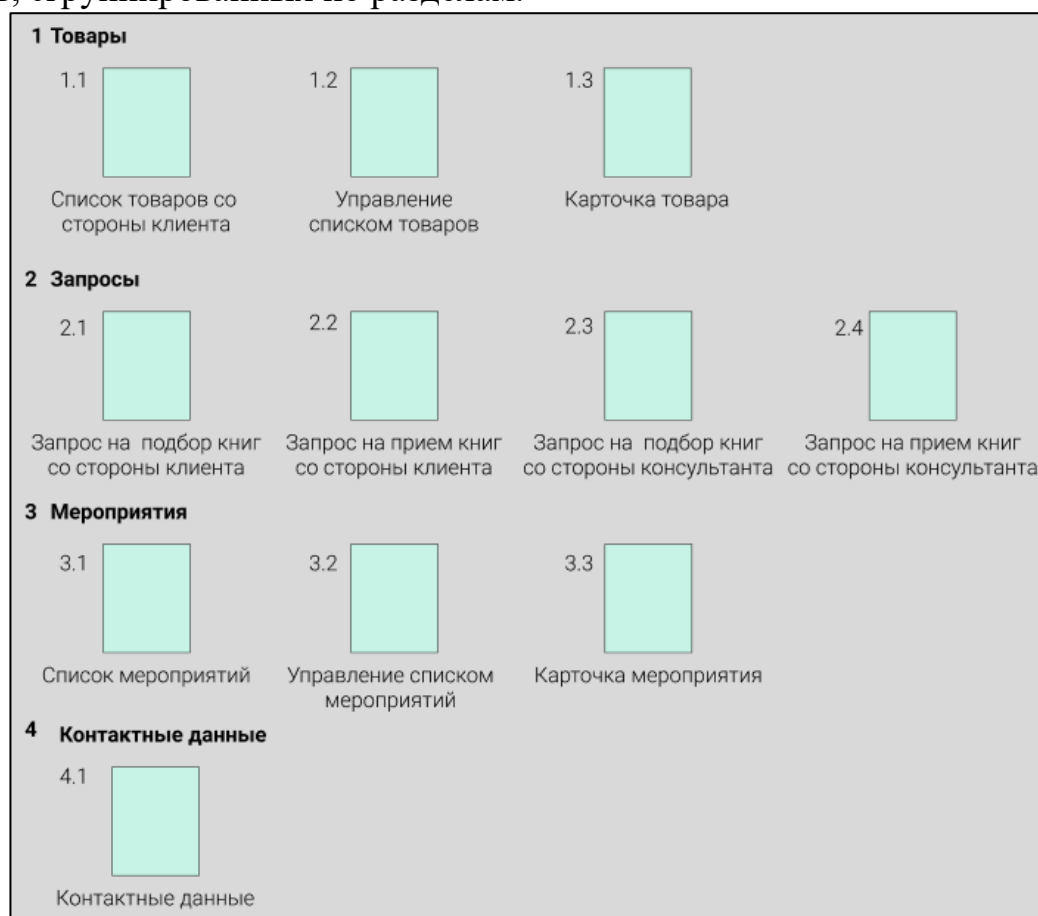 сгруппированных по разделам.
1 Товары
1.1
1.2
1.3
Список товаров со
стороны клиента
Управление
списком товаров
Карточка товара
2 Запросы
2.1
2.2
2.3
2.4
Запрос на подбор книг
со стороны клиента
Запрос на прием книг
со стороны клиента
Запрос на подбор книг
со стороны консультанта
Запрос на прием книг
со стороны консультанта
3 Мероприятия
3.1
3.2
3.3
Список мероприятий
Управление списком
мероприятий
Карточка мероприятия
4 Контактные данные
4.1
Контактные данные